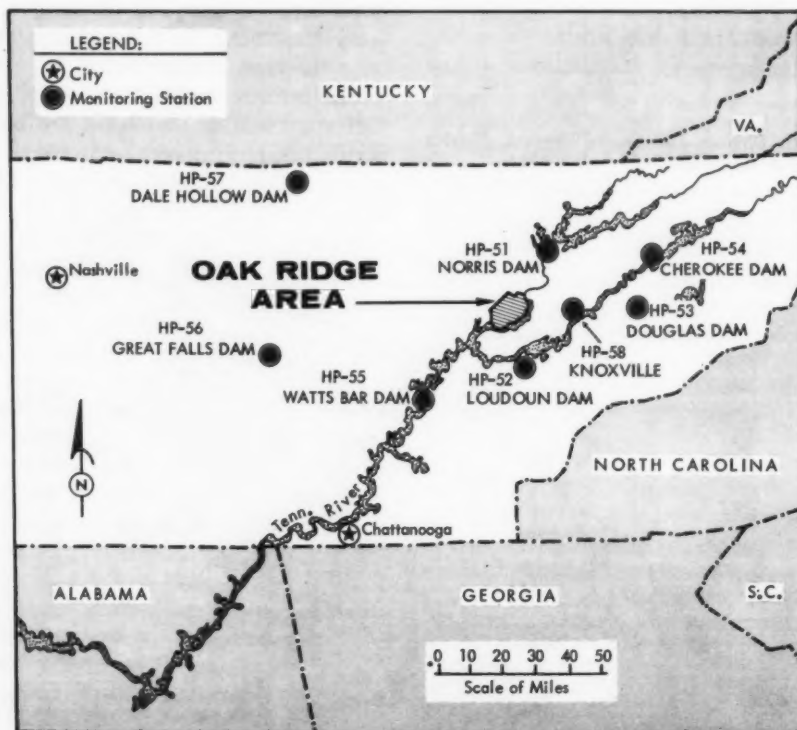 LEGEND:
City
Monitoring Station
KENTUCKY
VA.
HP-57
DALE HOLLOW DAM
Nashville
OAK RIDGE
AREA
HP-51
NORRIS DAM
HP-54
CHEROKEE DAM
HP-53
DOUGLAS DAM
HP-56
GREAT FALLS DAM
HP-58
KNOXVILLE
HP-55
WATTS BAR DAM
HP-52
LOUDOUN DAM
N
NORTH CAROLINA
Tenn. River
Chattanooga
ALABAMA
GEORGIA
S.C.
0 10 20 30 40 50
Scale of Miles